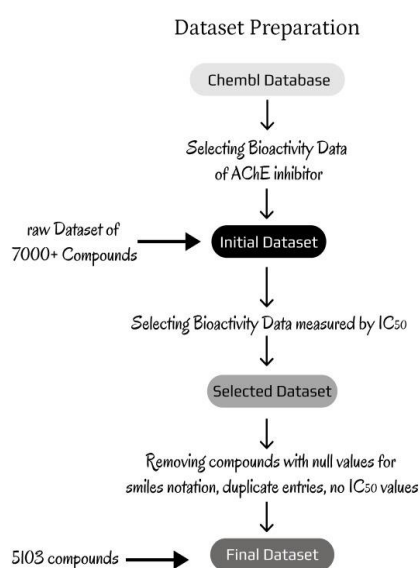 Dataset Preparation
Chembl Database
Selecting Bioactivity Data
of AChE inhibitor
raw Dataset of
7000+ Compounds
Initial Dataset
Selecting Bioactivity Data measured by IC50
Selected Dataset
Removing compounds with null values for
smiles notation, duplicate entries, no IC50 values
5103 compounds
Final Dataset